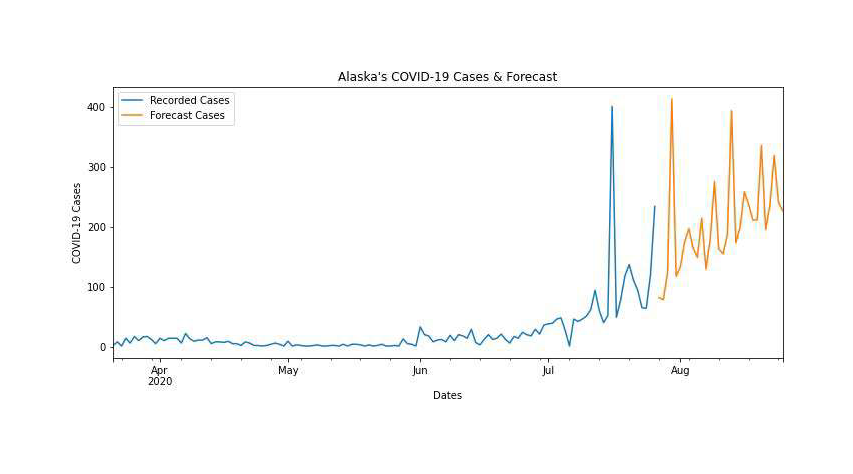 Alaska's COVID-19 Cases & Forecast
Recorded Cases
Forecast Cases
400
300
200
100
0
COVID-19 Cases
Apr
2020
May
Jun
Jul
Aug
Dates